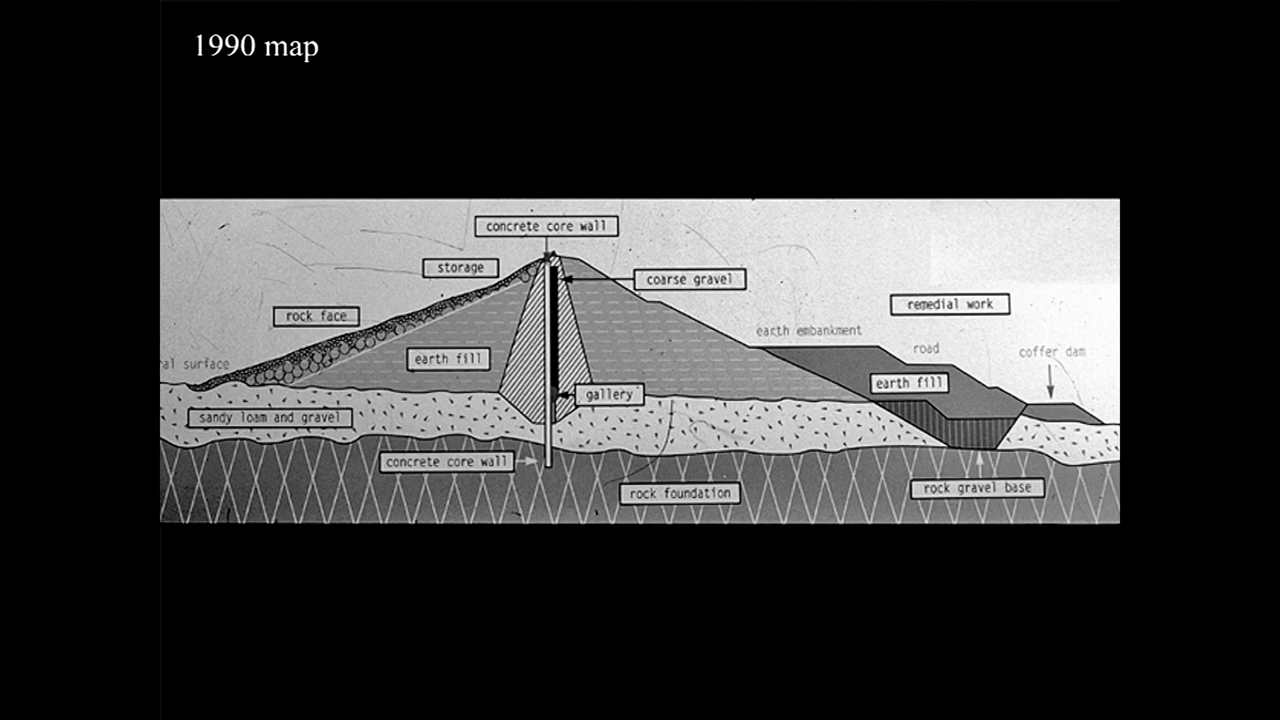 1990 map
concrete core wall
storage
coarse gravel
rock face
remedial work
earth embankment
road
coffer dam
ral surface
earth fill
earth fill
gallery
sandy loam and gravel
concrete core wall
rock foundation
rock gravel base